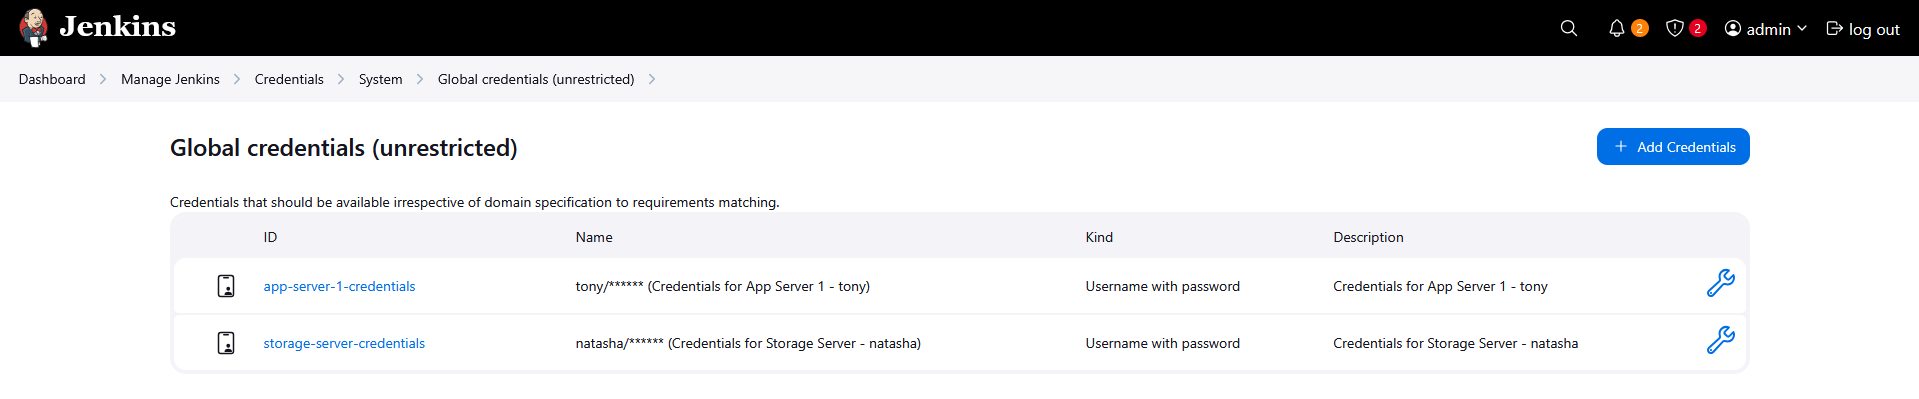 Jenkins 2 2 admin log out
Dashboard Manage Jenkins Credentials System Global credentials (unrestricted)
Global credentials (unrestricted) Add Credentials
Credentials that should be available irrespective of domain specification to requirements matching.
ID Name Kind Description
app-server-1-credentials tony/****** (Credentials for App Server 1 - tony) Username with password Credentials for App Server 1 - tony
storage-server-credentials natasha/****** (Credentials for Storage Server - natasha) Username with password Credentials for Storage Server - natasha